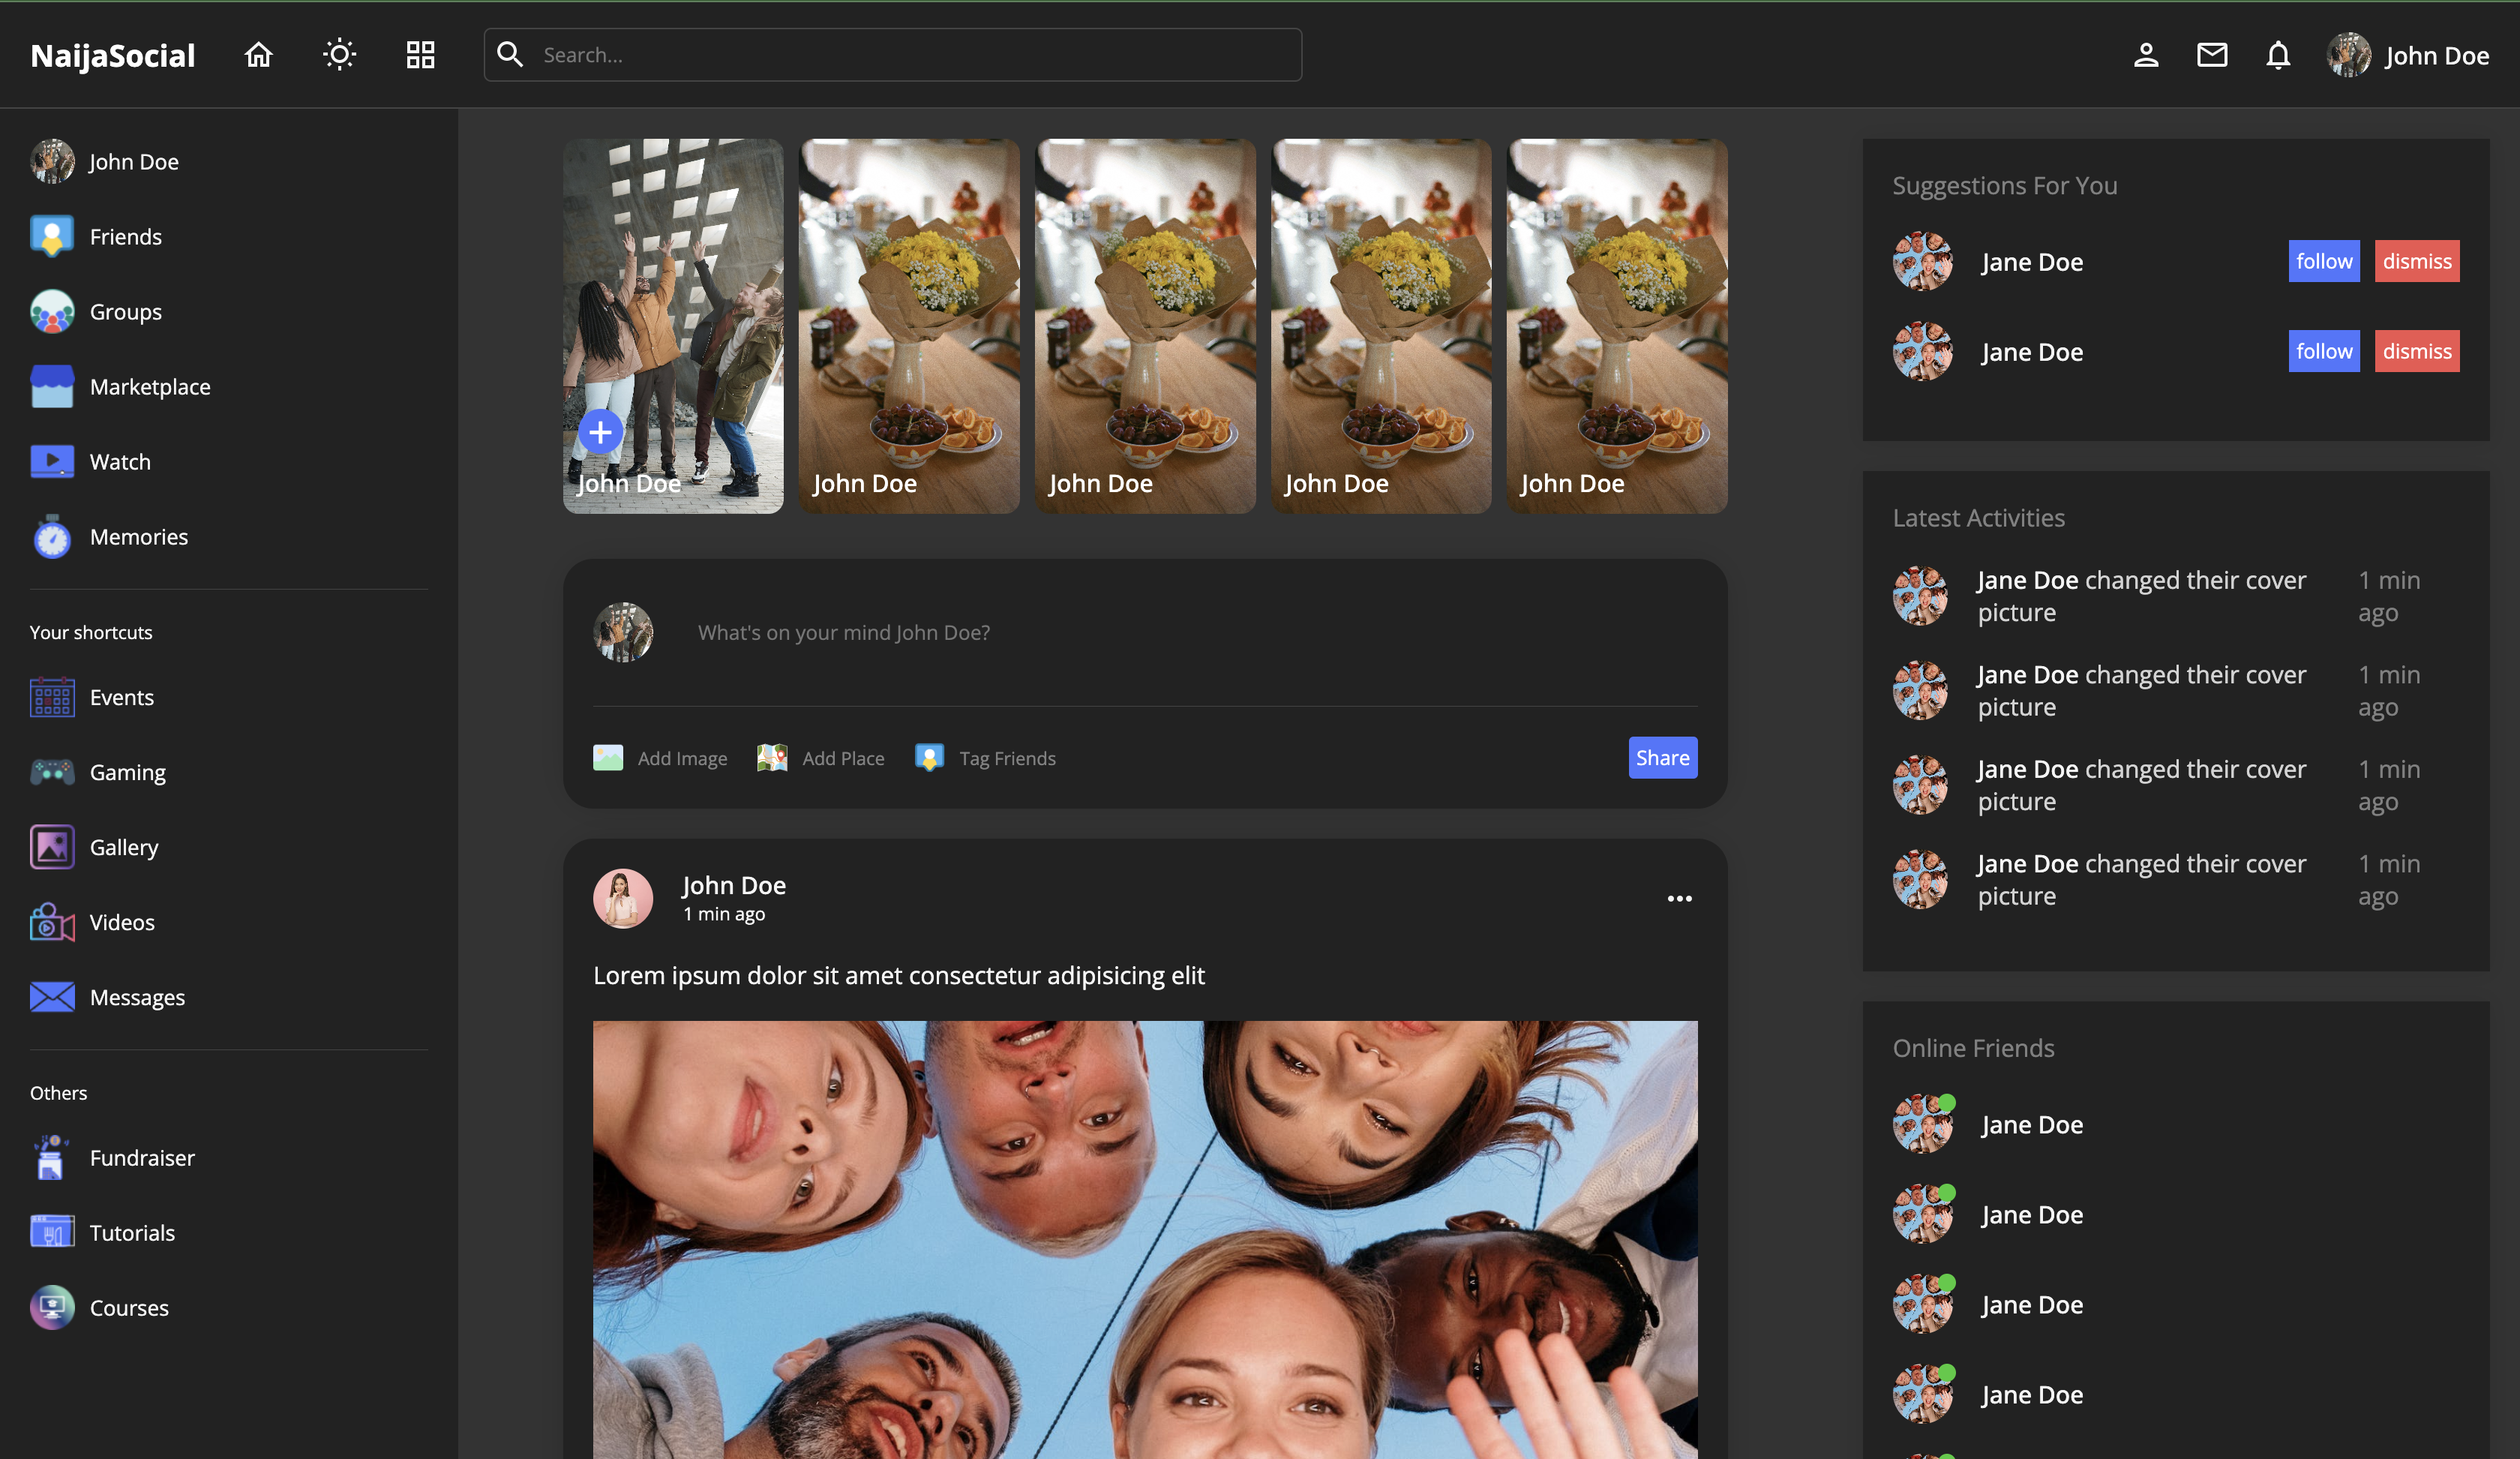 NaijaSocial
Search...
John Doe
John Doe
Friends
Groups
Marketplace
Watch
Memories
Your shortcuts
Events
Gaming
Gallery
Videos
Messages
Others
Fundraiser
Tutorials
Courses
John Doe
John Doe
John Doe
John Doe
John Doe
What's on your mind John Doe?
Add Image
Add Place
Tag Friends
Share
John Doe
1 min ago
Lorem ipsum dolor sit amet consectetur adipisicing elit
Suggestions For You
Jane Doe
follow
dismiss
Jane Doe
follow
dismiss
Latest Activities
Jane Doe changed their cover
picture
1 min
ago
Jane Doe changed their cover
picture
1 min
ago
Jane Doe changed their cover
picture
1 min
ago
Jane Doe changed their cover
picture
1 min
ago
Online Friends
Jane Doe
Jane Doe
Jane Doe
Jane Doe